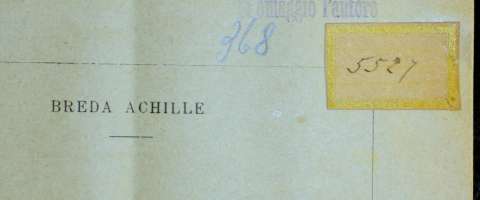 omaggio l'autore
368
5527
BREDA ACHILLE